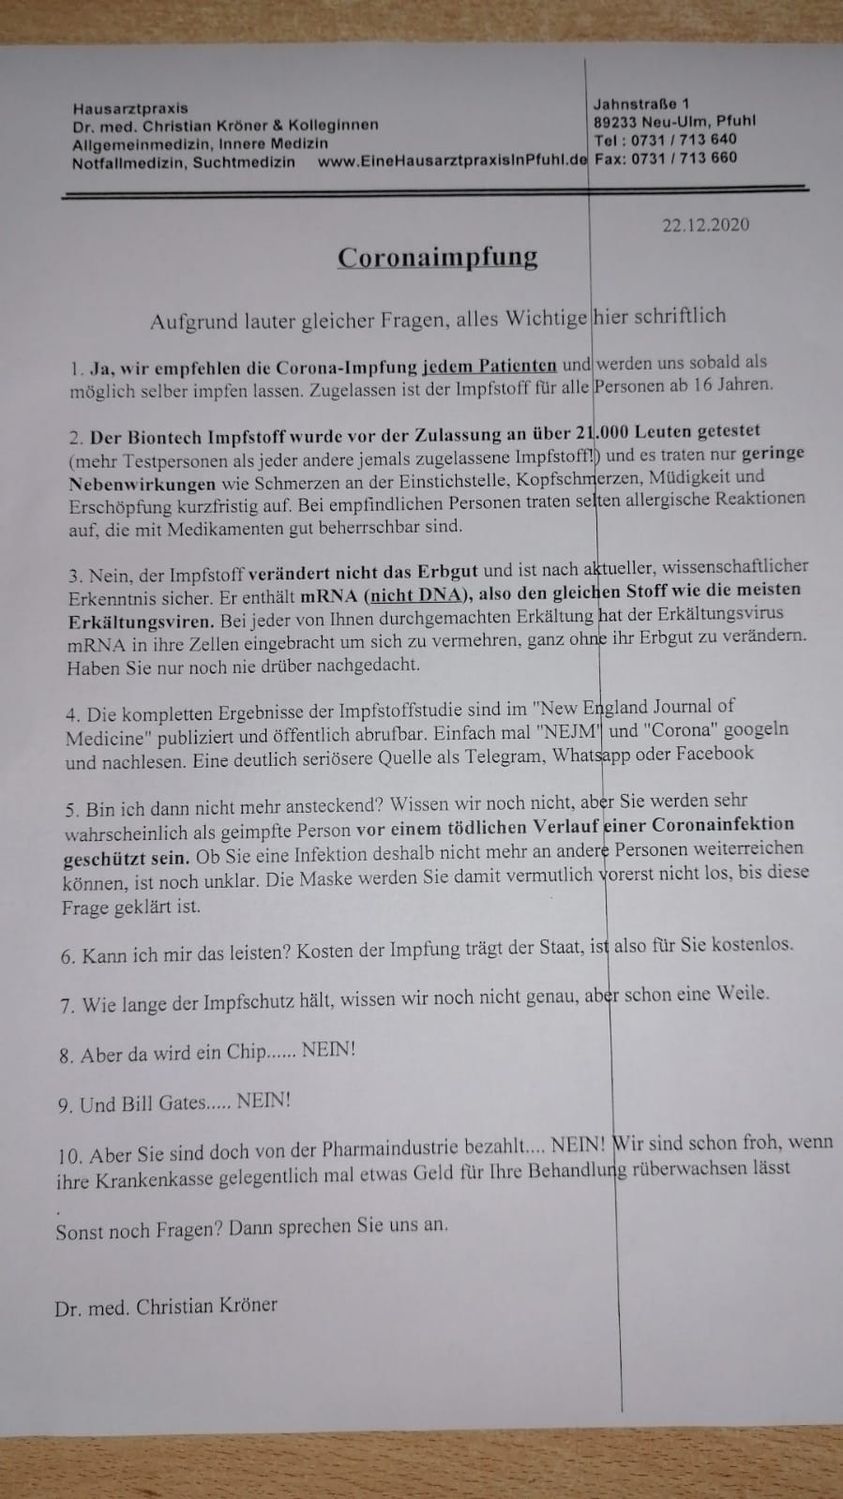 Hausarztpraxis
Dr. med. Christian Kröner & Kolleginnen
Allgemeinmedizin, Innere Medizin
Notfallmedizin, Suchtmedizin www.EineHausarztpraxisInPfuhl.de
Jahnstraße 1
89233 Neu-Ulm, Pfuhl
Tel : 0731 / 713 640
Fax: 0731 / 713 660
22.12.2020
Coronaimpfung
Aufgrund lauter gleicher Fragen, alles Wichtige hier schriftlich
1. Ja, wir empfehlen die Corona-Impfung jedem Patienten und werden uns sobald als
möglich selber impfen lassen. Zugelassen ist der Impfstoff für alle Personen ab 16 Jahren.
2. Der Biontech Impfstoff wurde vor der Zulassung an über 21.000 Leuten getestet
(mehr Testpersonen als jeder andere jemals zugelassene Impfstoff!) und es traten nur geringe
Nebenwirkungen wie Schmerzen an der Einstichstelle, Kopfschmerzen, Müdigkeit und
Erschöpfung kurzfristig auf. Bei empfindlichen Personen traten selten allergische Reaktionen
auf, die mit Medikamenten gut beherrschbar sind.
3. Nein, der Impfstoff verändert nicht das Erbgut und ist nach aktueller, wissenschaftlicher
Erkenntnis sicher. Er enthält mRNA (nicht DNA), also den gleichen Stoff wie die meisten
Erkältungsviren. Bei jeder von Ihnen durchgemachten Erkältung hat der Erkältungsvirus
mRNA in ihre Zellen eingebracht um sich zu vermehren, ganz ohne ihr Erbgut zu verändern.
Haben Sie nur noch nie drüber nachgedacht.
4. Die kompletten Ergebnisse der Impfstoffstudie sind im "New England Journal of
Medicine" publiziert und öffentlich abrufbar. Einfach mal "NEJM" und "Corona" googeln
und nachlesen. Eine deutlich seriösere Quelle als Telegram, Whatsapp oder Facebook
5. Bin ich dann nicht mehr ansteckend? Wissen wir noch nicht, aber Sie werden sehr
wahrscheinlich als geimpfte Person vor einem tödlichen Verlauf einer Coronainfektion
geschützt sein. Ob Sie eine Infektion deshalb nicht mehr an andere Personen weiterreichen
können, ist noch unklar. Die Maske werden Sie damit vermutlich vorerst nicht los, bis diese
Frage geklärt ist.
6. Kann ich mir das leisten? Kosten der Impfung trägt der Staat, ist also für Sie kostenlos.
7. Wie lange der Impfschutz hält, wissen wir noch nicht genau, aber schon eine Weile.
8. Aber da wird ein Chip...... NEIN!
9. Und Bill Gates..... NEIN!
10. Aber Sie sind doch von der Pharmaindustrie bezahlt.... NEIN! Wir sind schon froh, wenn
ihre Krankenkasse gelegentlich mal etwas Geld für Ihre Behandlung rüberwachsen lässt
.
Sonst noch Fragen? Dann sprechen Sie uns an.
Dr. med. Christian Kröner